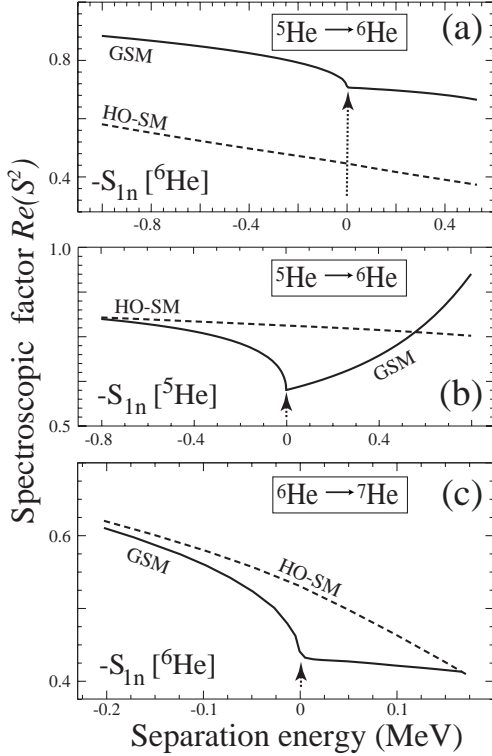 Spectroscopic factor Re(S²)
⁵He → ⁶He
(a)
GSM
0.8
HO-SM
0.4
-S₁ₙ [⁶He]
-0.8 -0.4 0 0.4
1.0
⁵He → ⁶He
HO-SM
GSM
-S₁ₙ [⁵He]
(b)
0.5
-0.8 -0.4 0 0.4
⁶He → ⁷He
(c)
0.6
GSM
HO-SM
-S₁ₙ [⁶He]
0.4
-0.2 -0.1 0 0.1
Separation energy (MeV)